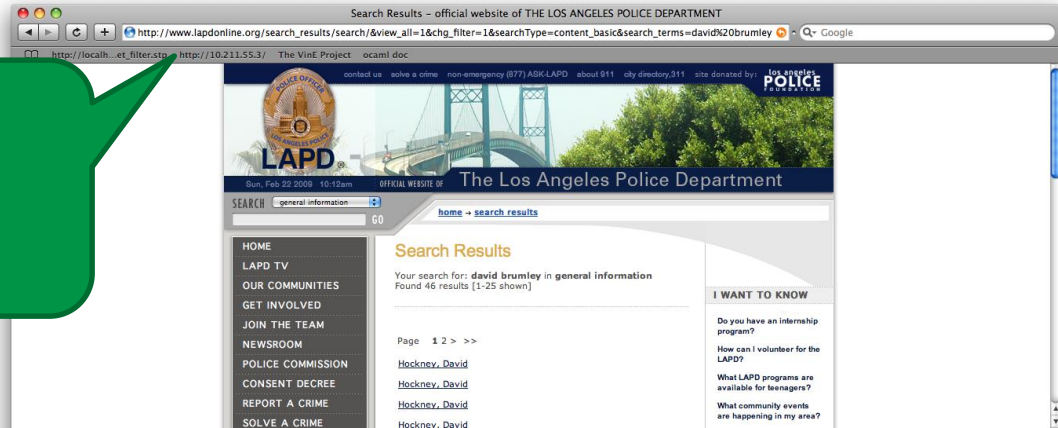 Search Results – official website of THE LOS ANGELES POLICE DEPARTMENT
http://www.lapdonline.org/search_results/search/&view_all=1&chg_filter=1&searchType=content_basic&search_terms=david%20brumley
Google
http://localh...et_filter.stp http://10.211.55.3/ The VinE Project ocaml doc
contact us solve a crime non-emergency (877) ASK-LAPD about 911 city directory,311 site donated by: los angeles POLICE FOUNDATION
POLICE OFFICER
LOS ANGELES POLICE
LAPD
Sun, Feb 22 2009 10:12am OFFICIAL WEBSITE OF The Los Angeles Police Department
SEARCH general information
GO
home → search results
HOME
LAPD TV
OUR COMMUNITIES
GET INVOLVED
JOIN THE TEAM
NEWSROOM
POLICE COMMISSION
CONSENT DECREE
REPORT A CRIME
SOLVE A CRIME
Search Results
Your search for: david brumley in general information
Found 46 results [1-25 shown]
Page 1 2 > >>
Hockney, David
Hockney, David
Hockney, David
Hockney, David
I WANT TO KNOW
Do you have an internship
program?
How can I volunteer for the
LAPD?
What LAPD programs are
available for teenagers?
What community events
are happening in my area?